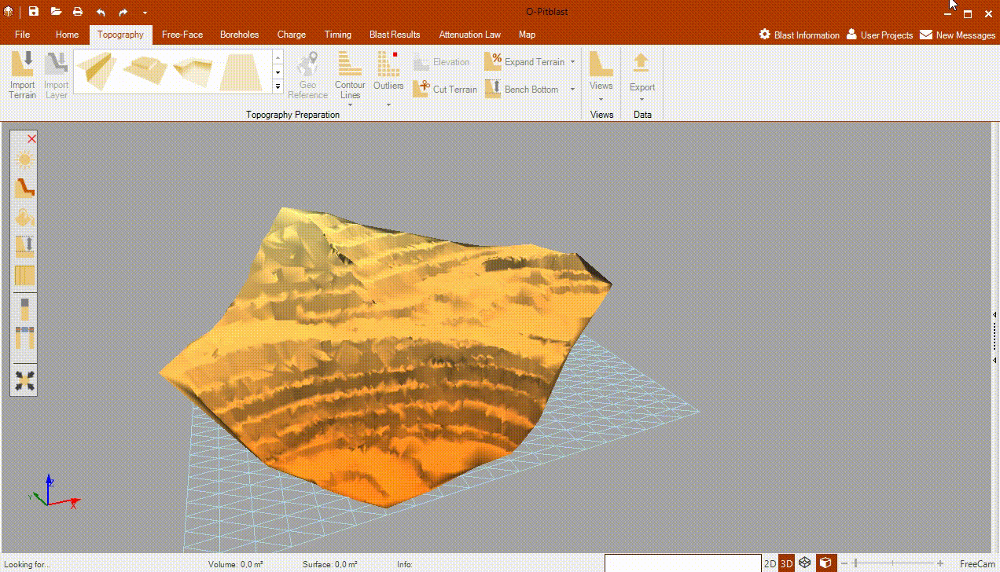 O-Pitblast
File Home Topography Free-Face Boreholes Charge Timing Blast Results Attenuation Law Map Blast Information User Projects New Messages
Import Terrain
Import Layer
Geo Reference
Contour Lines
Outliers
Elevation
Cut Terrain
Expand Terrain
Bench Bottom
Views
Export
Topography Preparation Views Data
Z
Y
X
Looking for... Volume: 0,0 m³ Surface: 0,0 m² Info: 2D 3D FreeCam